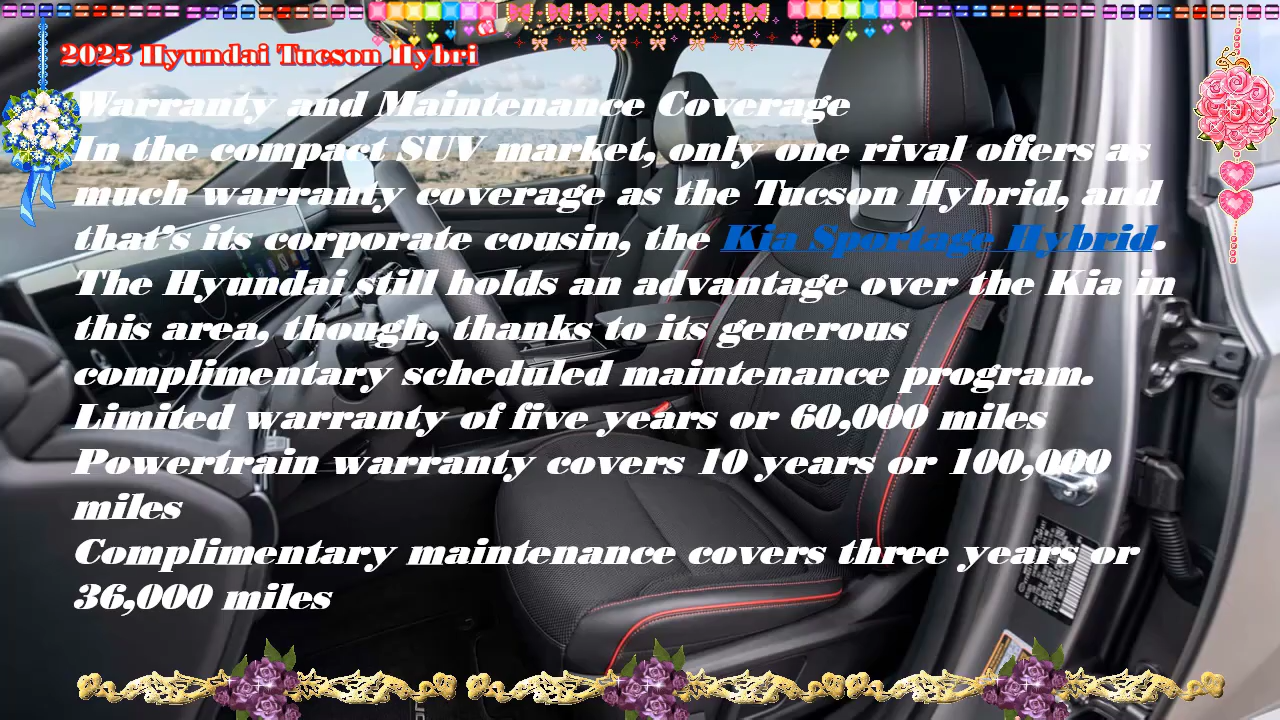 2025 Hyundai Tucson Hybri
Warranty and Maintenance Coverage
In the compact SUV market, only one rival offers as
much warranty coverage as the Tucson Hybrid, and
that's its corporate cousin, the Kia Sportage Hybrid.
The Hyundai still holds an advantage over the Kia in
this area, though, thanks to its generous
complimentary scheduled maintenance program.
Limited warranty of five years or 60,000 miles
Powertrain warranty covers 10 years or 100,000
miles
Complimentary maintenance covers three years or
36,000 miles